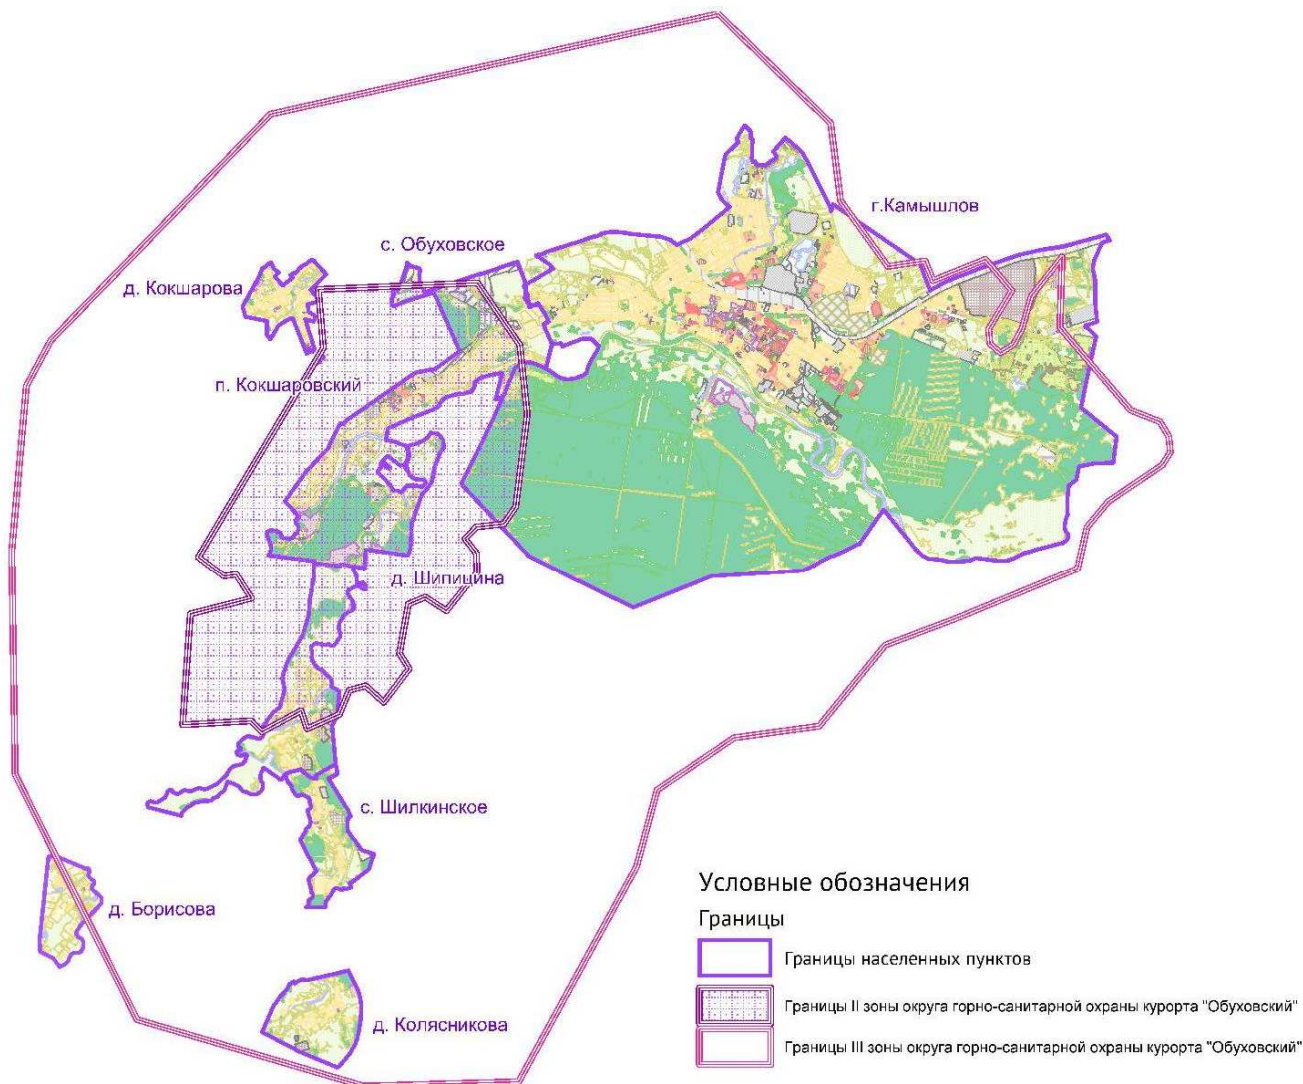 г.Камышлов
с. Обуховское
д. Кокшарова
п. Кокшаровский
д. Шипицина
с. Шилкинское
д. Борисова
д. Колясникова
Условные обозначения
Границы
Границы населенных пунктов
Границы II зоны округа горно-санитарной охраны курорта "Обуховский"
Границы III зоны округа горно-санитарной охраны курорта "Обуховский"